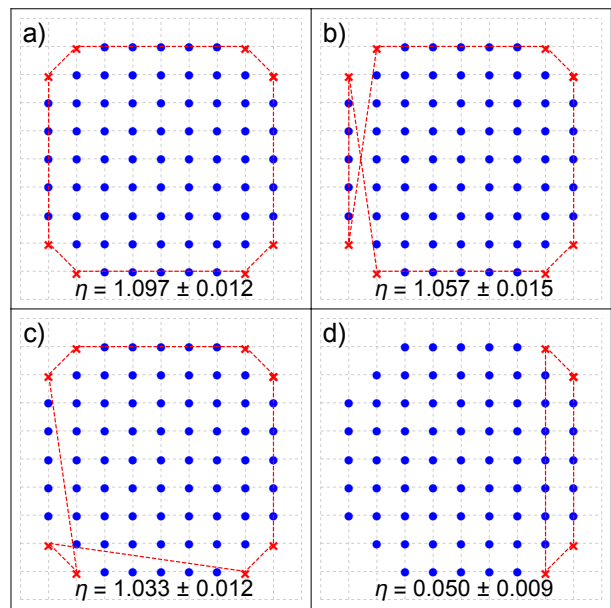 a)
η = 1.097 ± 0.012
b)
η = 1.057 ± 0.015
c)
η = 1.033 ± 0.012
d)
η = 0.050 ± 0.009